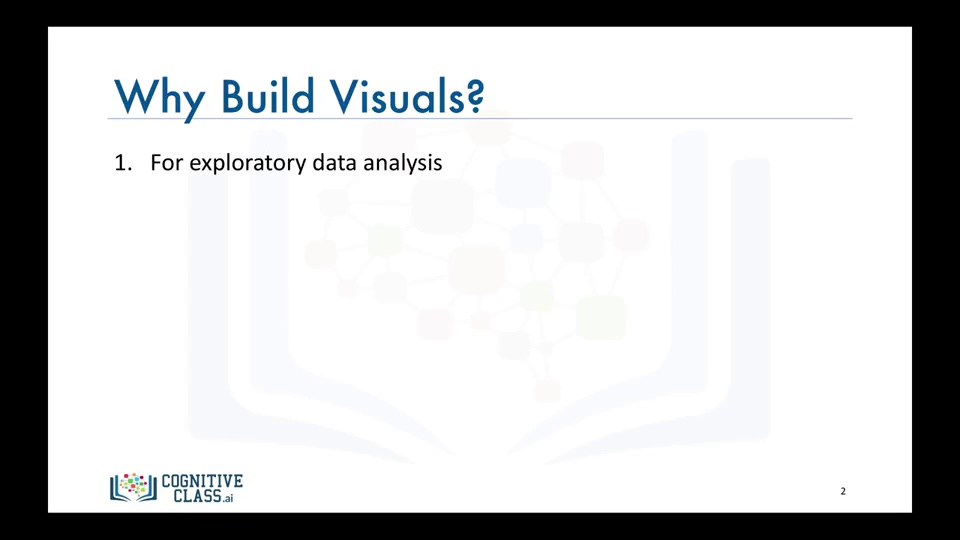 Why Build Visuals?
1. For exploratory data analysis
COGNITIVE
CLASS.ai
2